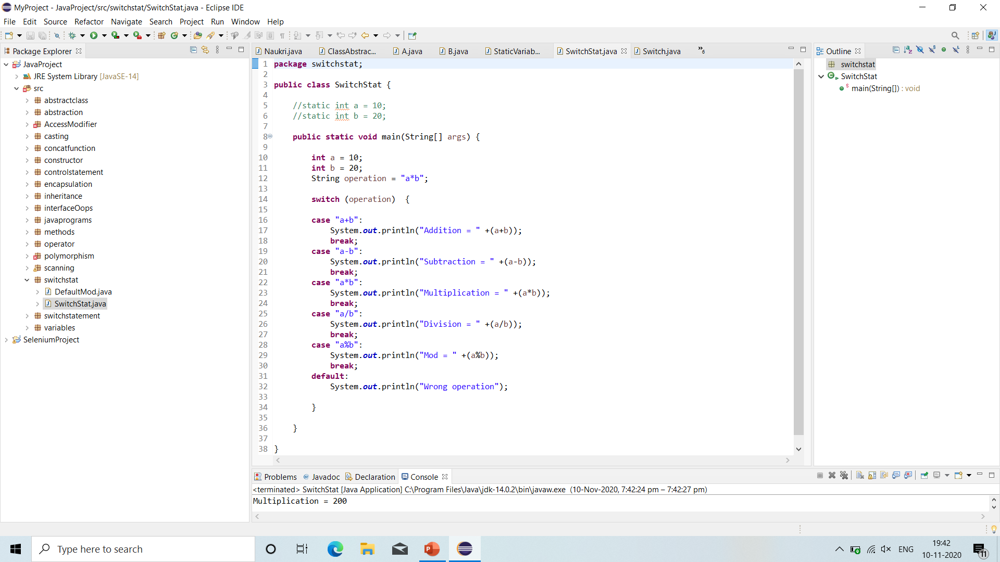 MyProject - JavaProject/src/switchstat/SwitchStat.java - Eclipse IDE
File Edit Source Refactor Navigate Search Project Run Window Help
Package Explorer
JavaProject
JRE System Library [JavaSE-14]
src
abstractclass
abstraction
AccessModifier
casting
concatfunction
constructor
controlstatement
encapsulation
inheritance
interfaceOops
javaprograms
methods
operator
polymorphism
scanning
switchstat
DefaultMod.java
SwitchStat.java
switchstatement
variables
SeleniumProject
Naukri.java ClassAbstrac... A.java B.java StaticVariab... SwitchStat.java Switch.java »6
1 package switchstat;
2
3 public class SwitchStat {
4
5 //static int a = 10;
6 //static int b = 20;
7
8 public static void main(String[] args) {
9
10 int a = 10;
11 int b = 20;
12 String operation = "a*b";
13
14 switch (operation)  {
15
16 case "a+b":
17 System.out.println("Addition = " +(a+b));
18 break;
19 case "a-b":
20 System.out.println("Subtraction = " +(a-b));
21 break;
22 case "a*b":
23 System.out.println("Multiplication = " +(a*b));
24 break;
25 case "a/b":
26 System.out.println("Division = " +(a/b));
27 break;
28 case "a%b":
29 System.out.println("Mod = " +(a%b));
30 break;
31 default:
32 System.out.println("Wrong operation");
33
34 }
35
36 }
37
38 }
Outline
switchstat
SwitchStat
main(String[]) : void
Problems @ Javadoc Declaration Console
<terminated> SwitchStat [Java Application] C:\Program Files\Java\jdk-14.0.2\bin\javaw.exe (10-Nov-2020, 7:42:24 pm – 7:42:27 pm)
Multiplication = 200
Type here to search
ENG
19:42
10-11-2020
11